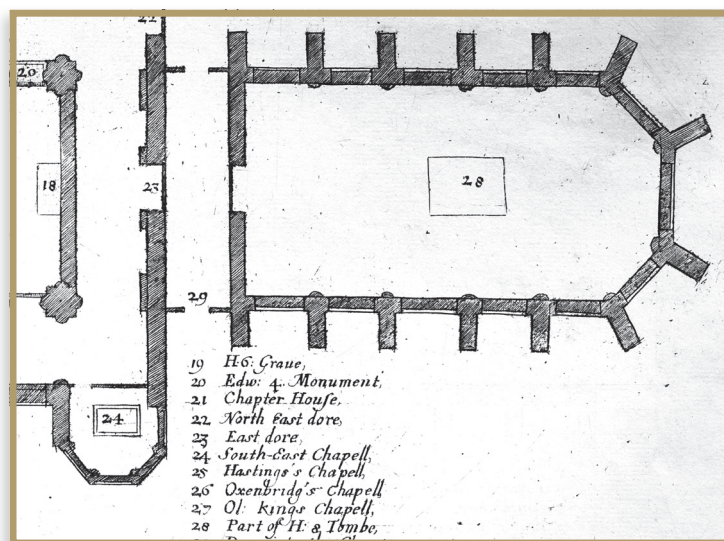 22
20
18
23
28
29
24
19 H:6: Graue,
20 Edw: 4: Monument,
21 Chapter House,
22 North East dore,
23 East dore,
24 South-East Chapell,
25 Hastings's Chapell,
26 Oxenbridg's Chapell
27 Ol: Kings Chapell,
28 Part of H: 8 Tombe,